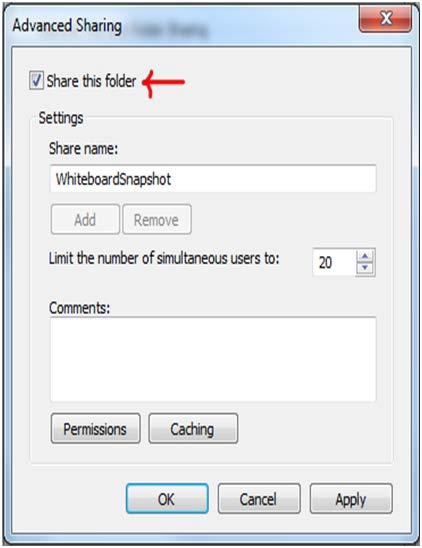 Advanced Sharing
Share this folder
Settings
Share name:
WhiteboardSnapshot
Add Remove
Limit the number of simultaneous users to: 20
Comments:
Permissions Caching
OK Cancel Apply